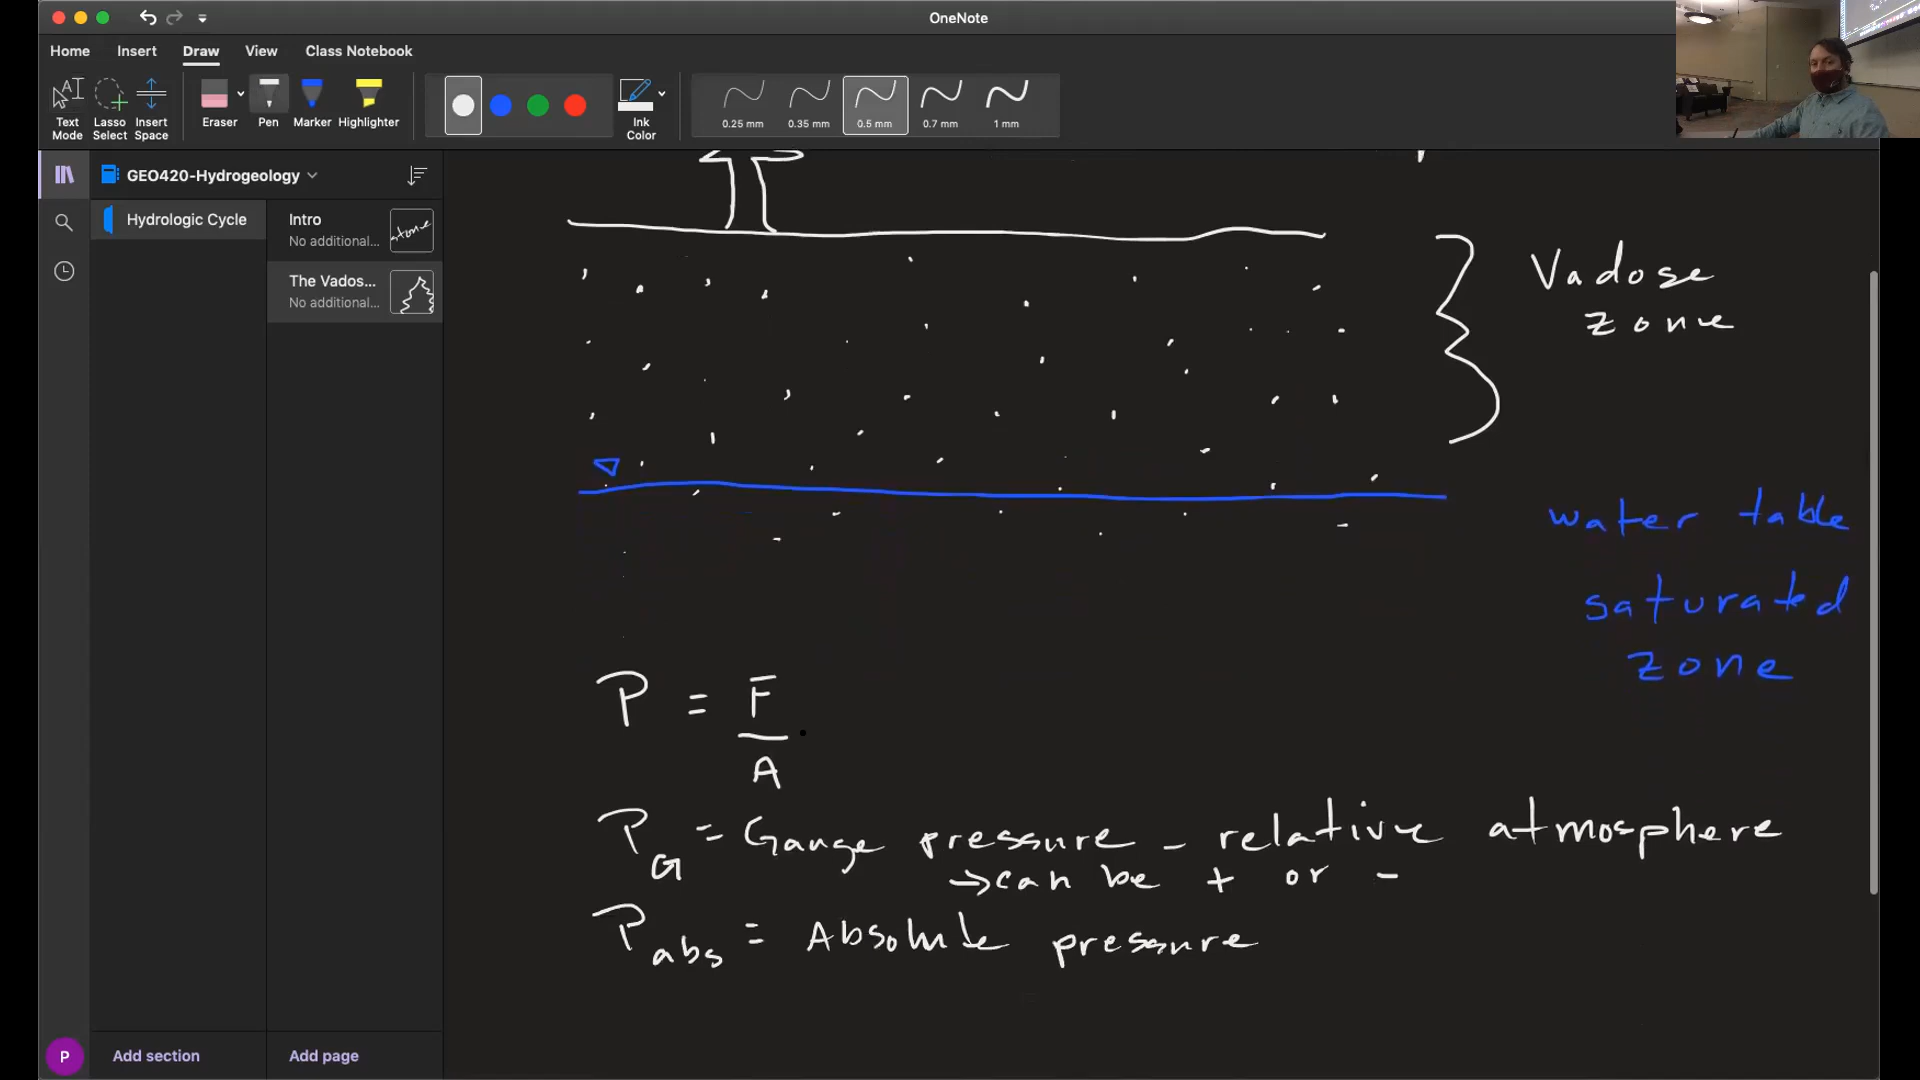 OneNote
Home Insert Draw View Class Notebook
Text Mode
Lasso Select
Insert Space
Eraser
Pen
Marker
Highlighter
Ink Color
0.25 mm
0.35 mm
0.5 mm
0.7 mm
1 mm
GEO420-Hydrogeology
Hydrologic Cycle
Intro
No additional...
atone
The Vados...
No additional...
Vadose
zone
water table
saturated
zone
P = F
A
P G = Gauge pressure - relative atmosphere
→ can be + or -
P abs = Absolute pressure
P
Add section
Add page